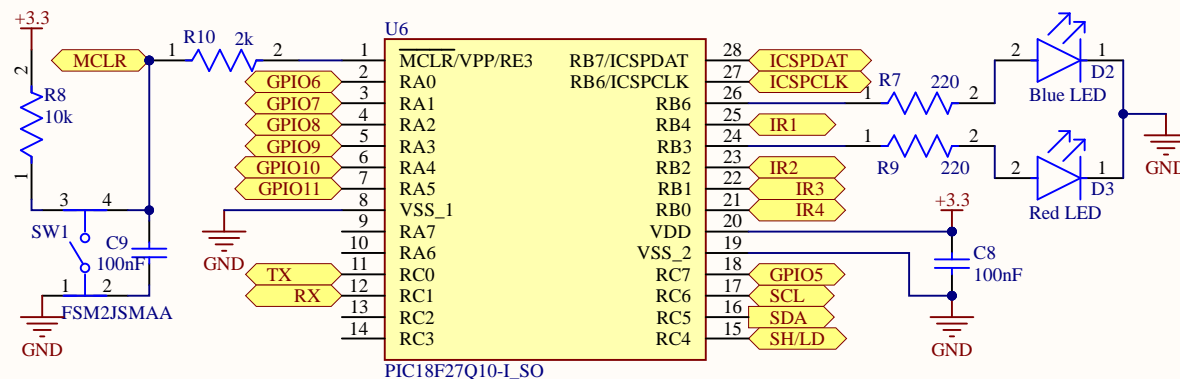 +3.3
MCLR
R8
10k
2
1
R10
2k
1
2
SW1
3
4
1
2
C9
100nF
FSM2JSMAA
GND
GND
U6
MCLR/VPP/RE3
RA0
RA1
RA2
RA3
RA4
RA5
VSS_1
RA7
RA6
RC0
RC1
RC2
RC3
1
2
3
4
5
6
7
8
9
10
11
12
13
14
GPIO6
GPIO7
GPIO8
GPIO9
GPIO10
GPIO11
TX
RX
RB7/ICSPDAT
RB6/ICSPCLK
RB6
RB4
RB3
RB2
RB1
RB0
VDD
VSS_2
RC7
RC6
RC5
RC4
28
27
26
25
24
23
22
21
20
19
18
17
16
15
ICSPDAT
ICSPCLK
IR1
IR2
IR3
IR4
GPIO5
SCL
SDA
SH/LD
PIC18F27Q10-I_SO
R7
220
1
2
R9
220
1
2
2
1
D2
Blue LED
2
1
D3
Red LED
GND
+3.3
C8
100nF
GND